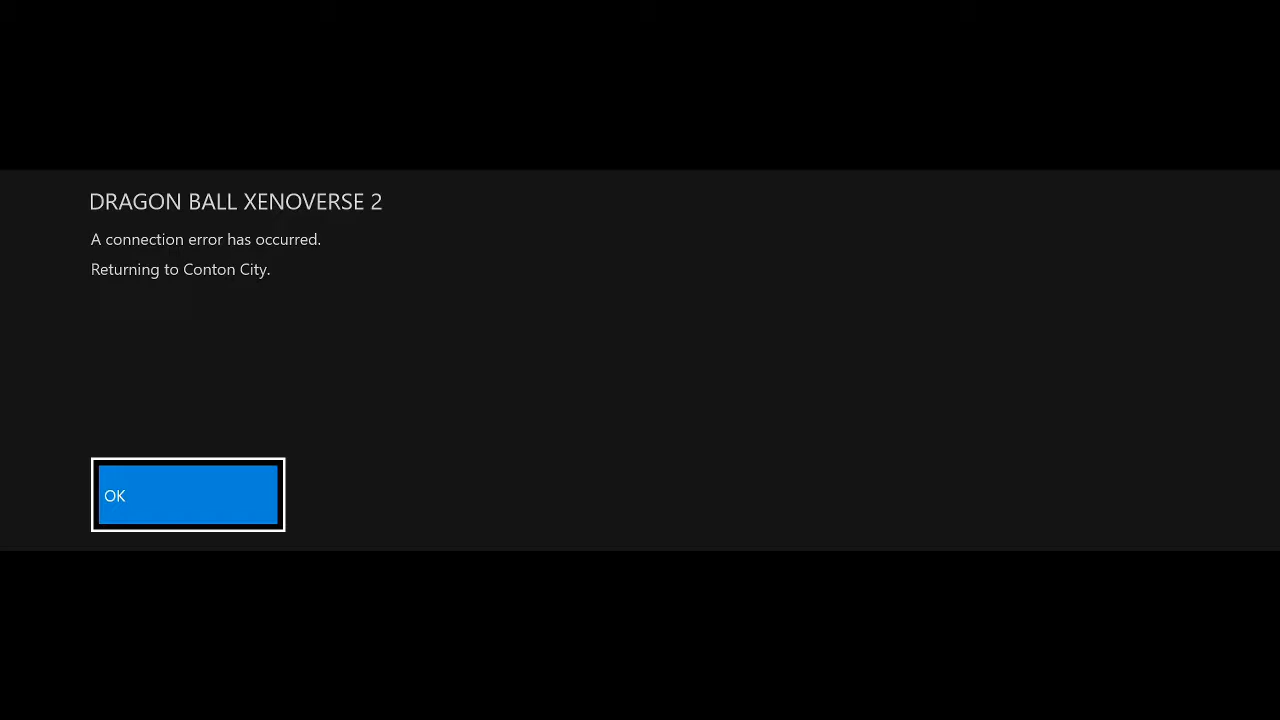 DRAGON BALL XENOVERSE 2
A connection error has occurred.
Returning to Conton City.
OK